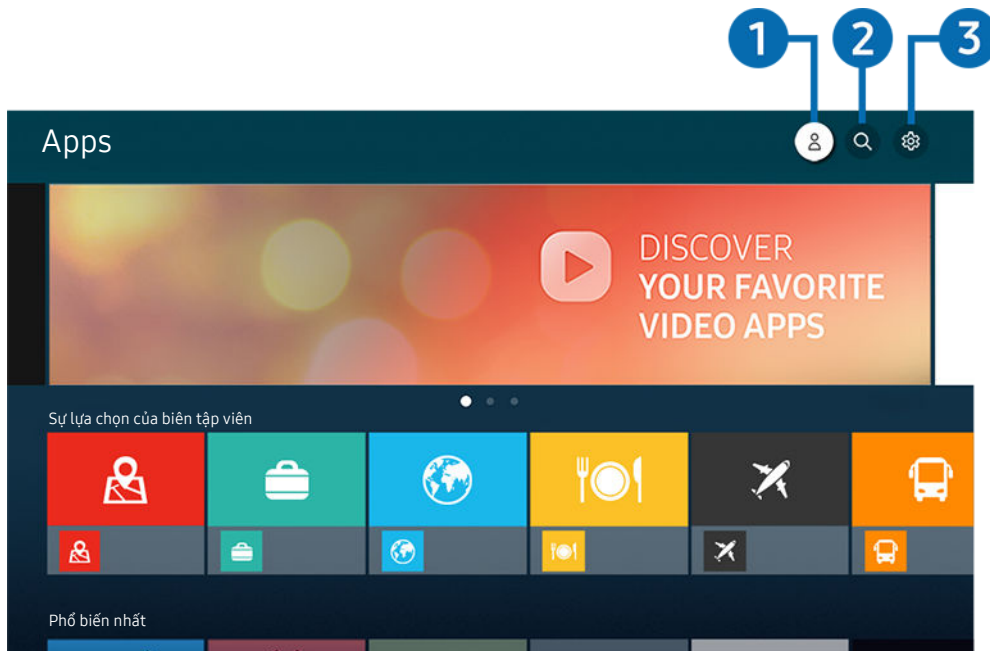 1
2
3
Apps
DISCOVER
YOUR FAVORITE
VIDEO APPS
Sự lựa chọn của biên tập viên
Phổ biến nhất